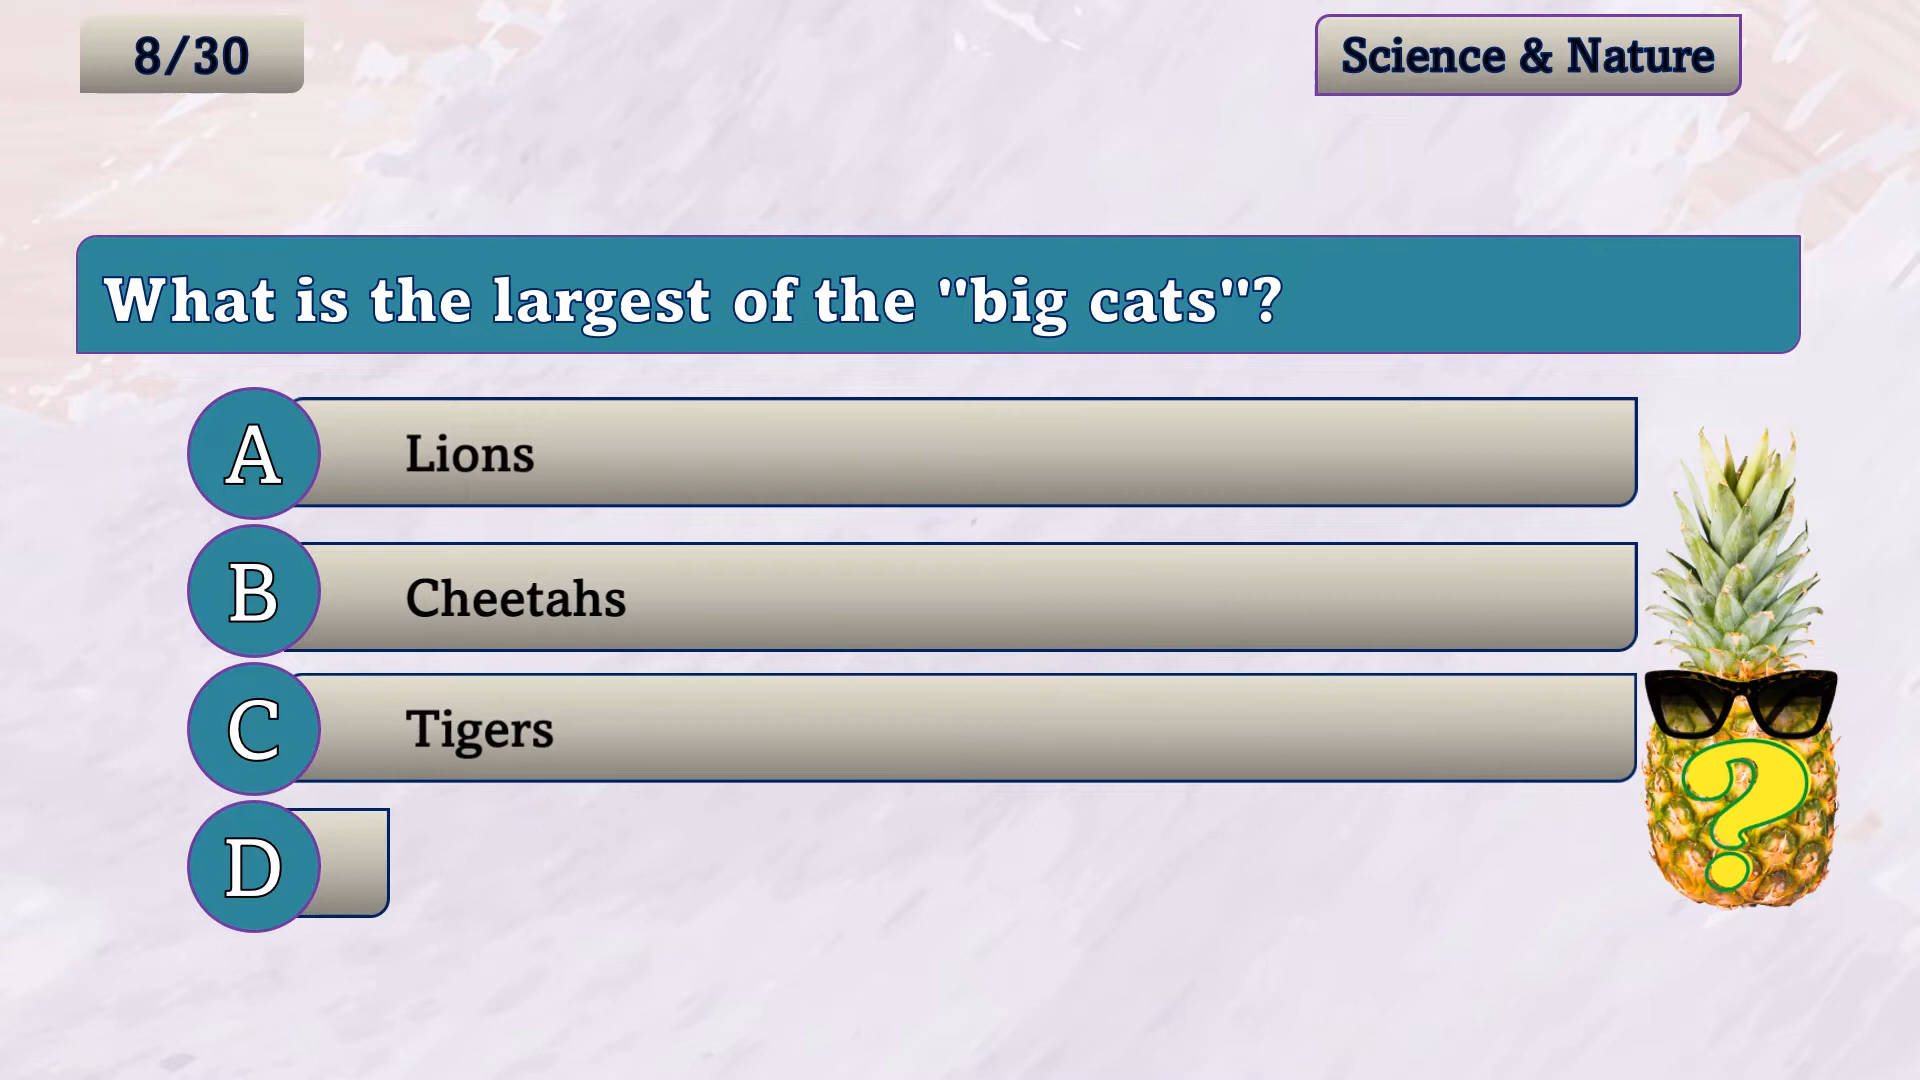 8/30
Science & Nature
What is the largest of the "big cats"?
A Lions
B Cheetahs
C Tigers
D
?